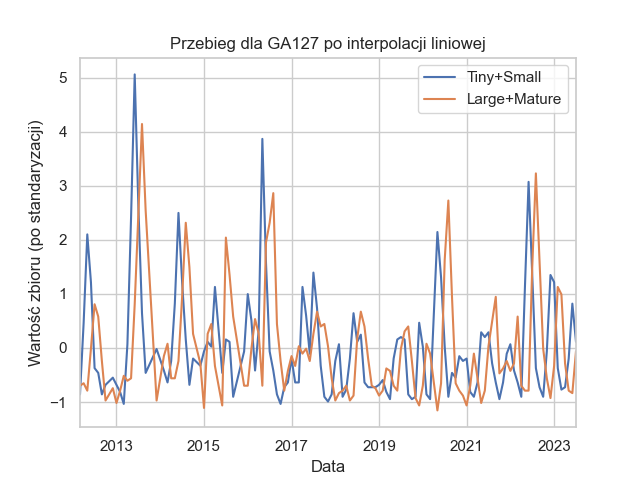 Przebieg dla GA127 po interpolacji liniowej
Tiny+Small
Large+Mature
Wartość zbioru (po standaryzacji)
5
4
3
2
1
0
−1
2013 2015 2017 2019 2021 2023
Data